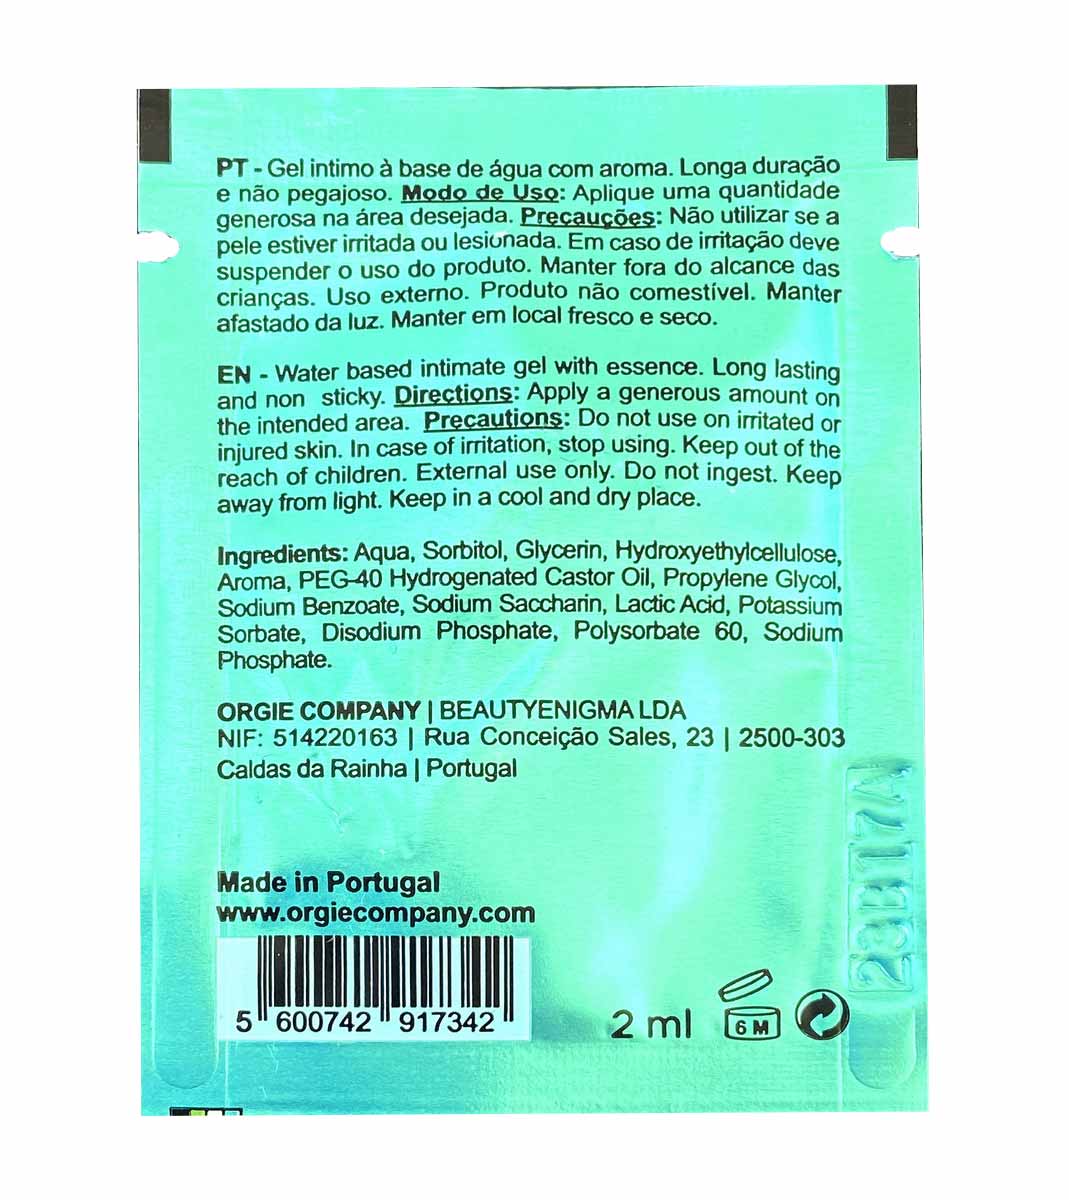 PT - Gel intimo à base de água com aroma. Longa duração
e não pegajoso. Modo de Uso: Aplique uma quantidade
generosa na área desejada. Precauções: Não utilizar se a
pele estiver irritada ou lesionada. Em caso de irritação deve
suspender o uso do produto. Manter fora do alcance das
crianças. Uso externo. Produto não comestível. Manter
afastado da luz. Manter em local fresco e seco.
EN - Water based intimate gel with essence. Long lasting
and non sticky. Directions: Apply a generous amount on
the intended area. Precautions: Do not use on irritated or
injured skin. In case of irritation, stop using. Keep out of the
reach of children. External use only. Do not ingest. Keep
away from light. Keep in a cool and dry place.
Ingredients: Aqua, Sorbitol, Glycerin, Hydroxyethylcellulose,
Aroma, PEG-40 Hydrogenated Castor Oil, Propylene Glycol,
Sodium Benzoate, Sodium Saccharin, Lactic Acid, Potassium
Sorbate, Disodium Phosphate, Polysorbate 60, Sodium
Phosphate.
ORGIE COMPANY | BEAUTYENIGMA LDA
NIF: 514220163 | Rua Conceição Sales, 23 | 2500-303
Caldas da Rainha | Portugal
Made in Portugal
www.orgiecompany.com
5 600742 917342
2 ml
6 M
23B17A